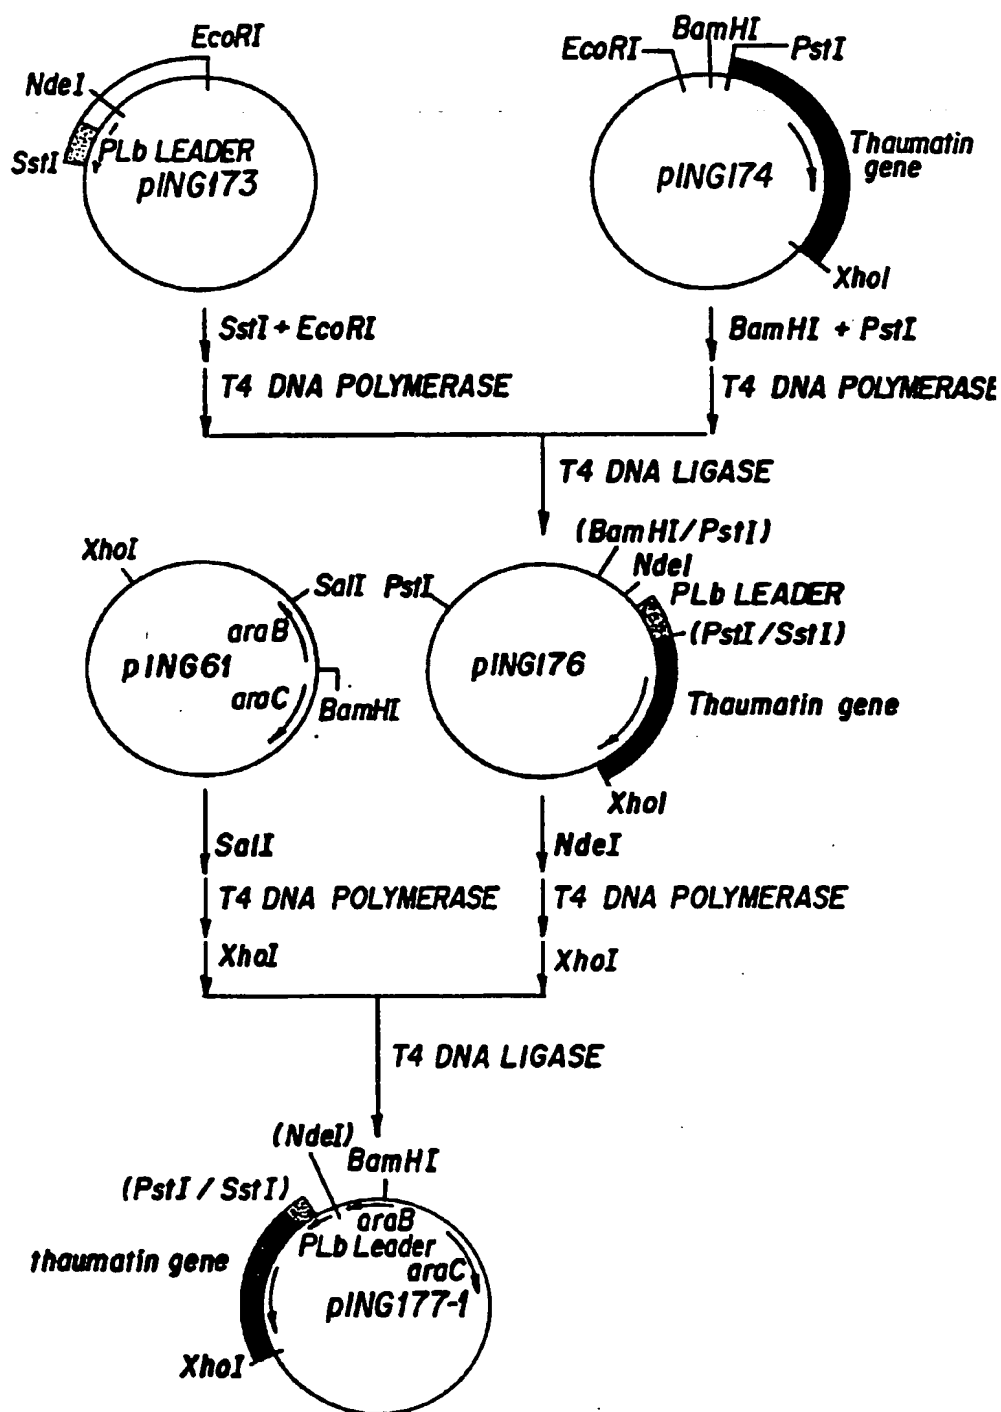 EcoRI
NdeI
SstI
PLb LEADER
pING173
BamHI
EcoRI
PstI
pING174
Thaumatin
gene
XhoI
SstI + EcoRI
T4 DNA POLYMERASE
BamHI + PstI
T4 DNA POLYMERASE
T4 DNA LIGASE
XhoI
SalI
araB
pING61
araC
BamHI
(BamHI/PstI)
NdeI
PstI
PLb LEADER
(PstI/SstI)
pING176
Thaumatin gene
XhoI
SalI
T4 DNA POLYMERASE
XhoI
NdeI
T4 DNA POLYMERASE
XhoI
T4 DNA LIGASE
(NdeI)
BamHI
(PstI / SstI)
araB
PLb Leader
thaumatin gene
araC
pING177-1
XhoI